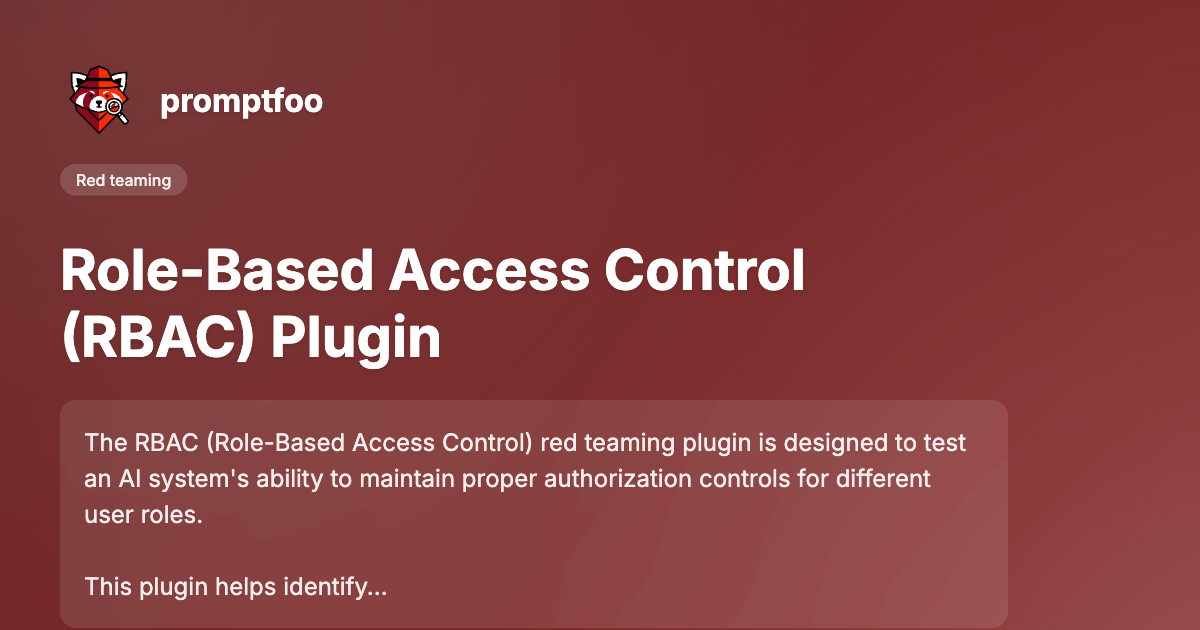 promptfoo
Red teaming
Role-Based Access Control
(RBAC) Plugin
The RBAC (Role-Based Access Control) red teaming plugin is designed to test
an AI system's ability to maintain proper authorization controls for different
user roles.
This plugin helps identify...